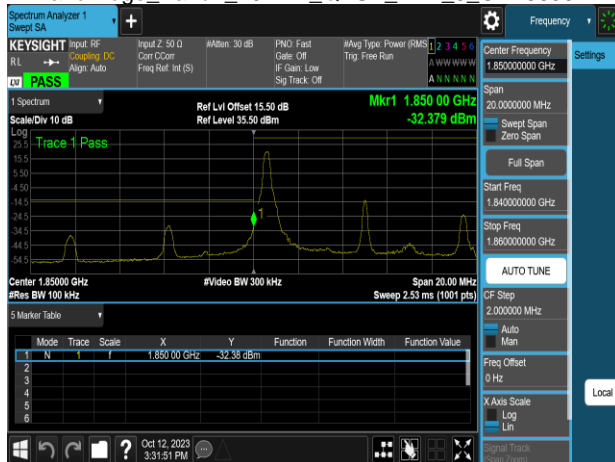 Spectrum Analyzer 1
Swept SA
Frequency
KEYSIGHT
Input: RF
Coupling: DC
Align: Auto
Input Z: 50 Ω
Corr CCorr
Freq Ref: Int (S)
#Atten: 30 dB
PNO: Fast
Gate: Off
IF Gain: Low
Sig Track: Off
#Avg Type: Power (RMS
Trig: Free Run
1 2 3 4 5 6
A WW WW W
A N N N N N
RL
LXI PASS
Center Frequency
1.850000000 GHz
Settings
Span
20.0000000 MHz
Swept Span
Zero Span
Full Span
Start Freq
1.840000000 GHz
Stop Freq
1.860000000 GHz
AUTO TUNE
CF Step
2.000000 MHz
Auto
Man
Freq Offset
0 Hz
X Axis Scale
Log
Lin
Local
Signal Track
(Span Zoom)
1 Spectrum
Scale/Div 10 dB
Ref Lvl Offset 15.50 dB
Ref Level 35.50 dBm
Mkr1 1.850 00 GHz
-32.379 dBm
Log
Trace 1 Pass
25.5
15.5
5.50
-4.50
-14.5
-24.5
-34.5
-44.5
-54.5
1
Center 1.85000 GHz
#Res BW 100 kHz
#Video BW 300 kHz
Span 20.00 MHz
Sweep 2.53 ms (1001 pts)
5 Marker Table
Mode Trace Scale X Y Function Function Width Function Value
1 N 1 f 1.850 00 GHz -32.38 dBm
2
3
4
5
6
?
Oct 12, 2023
3:31:51 PM